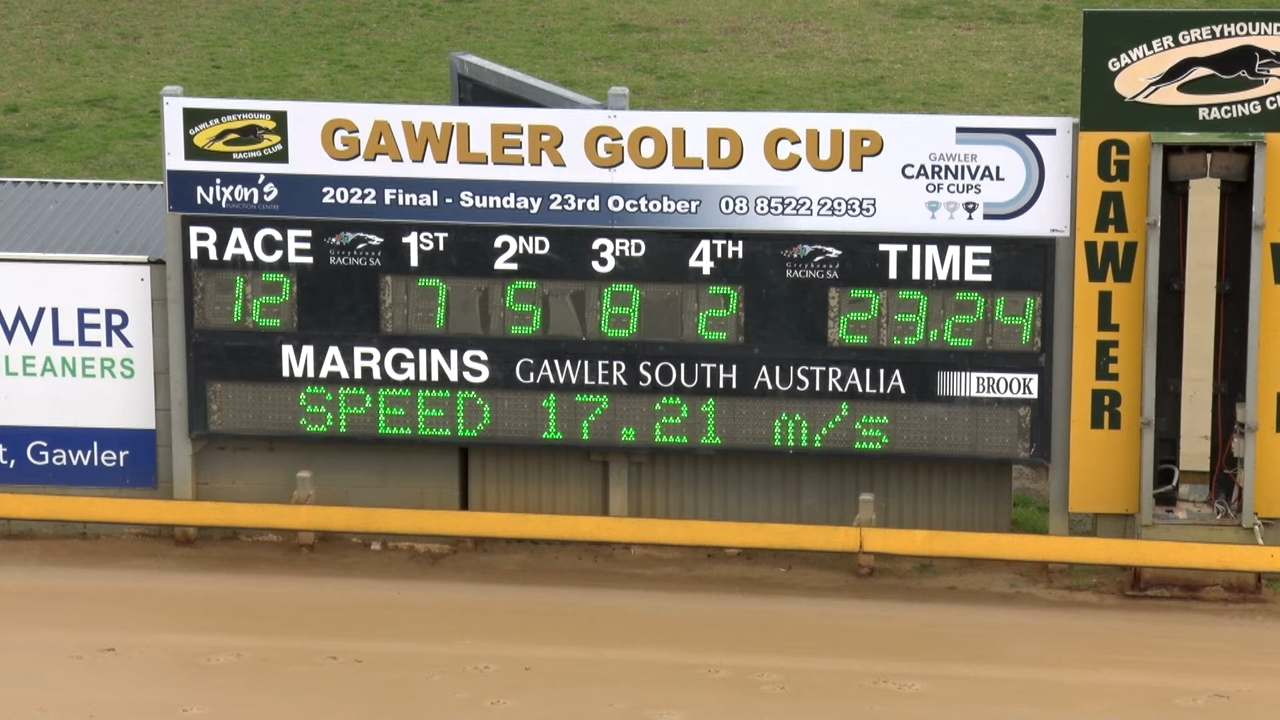 GAWLER GREYHOUND
RACING CLUB
GAWLER GOLD CUP
GAWLER
CARNIVAL
OF CUPS
Nixon's
FUNCTION CENTRE
2022 Final - Sunday 23rd October 08 8522 2935
RACE 1ST 2ND 3RD 4TH TIME
Greyhound
RACING SA
Greyhound
RACING SA
12 7 5 8 2 23.24
MARGINS GAWLER SOUTH AUSTRALIA BROOK
SPEED 17.21 m/s
WLER
LEANERS
t, Gawler
GAWLER GREYHOUND
RACING CL
GAWLER